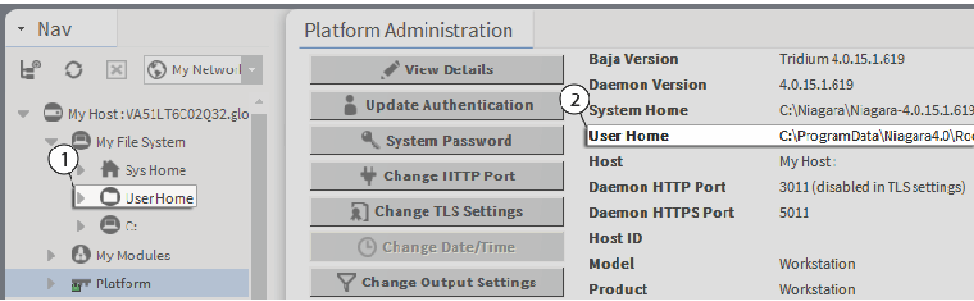 Nav
My Networ
My Host : VA51LT6C02Q32.glo
My File System
1
Sys Home
UserHome
C:
My Modules
Platform
Platform Administration
View Details
Update Authentication
System Password
Change HTTP Port
Change TLS Settings
Change Date/Time
Change Output Settings
2
Baja Version Tridium 4.0.15.1.619
Daemon Version 4.0.15.1.619
System Home C:\Niagara\Niagara-4.0.15.1.619
User Home C:\ProgramData\Niagara4.0\Roo
Host My Host :
Daemon HTTP Port 3011 (disabled in TLS settings)
Daemon HTTPS Port 5011
Host ID
Model Workstation
Product Workstation